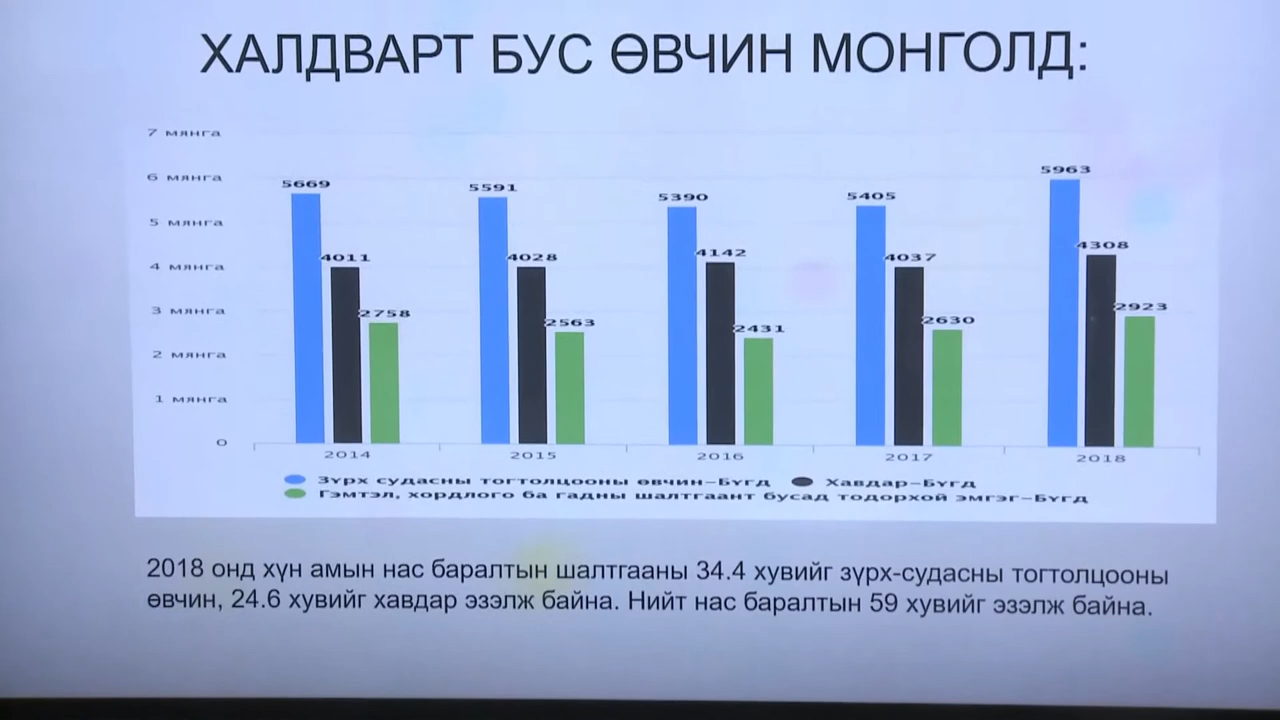 ХАЛДВАРТ БУС ӨВЧИН МОНГОЛД:
7 мянга
6 мянга
5 мянга
4 мянга
3 мянга
2 мянга
1 мянга
0
5669 4011 2758
5591 4028 2563
5390 4142 2431
5405 4037 2630
5963 4308 2923
2014 2015 2016 2017 2018
Зүрх судасны тогтолцооны өвчин-Бүгд Хавдар-Бүгд
Гэмтэл, хордлого ба гадны шалтгаант бусад тодорхой эмгэг-Бүгд
2018 онд хүн амын нас баралтын шалтгааны 34.4 хувийг зүрх-судасны тогтолцооны
өвчин, 24.6 хувийг хавдар эзэлж байна. Нийт нас баралтын 59 хувийг эзэлж байна.